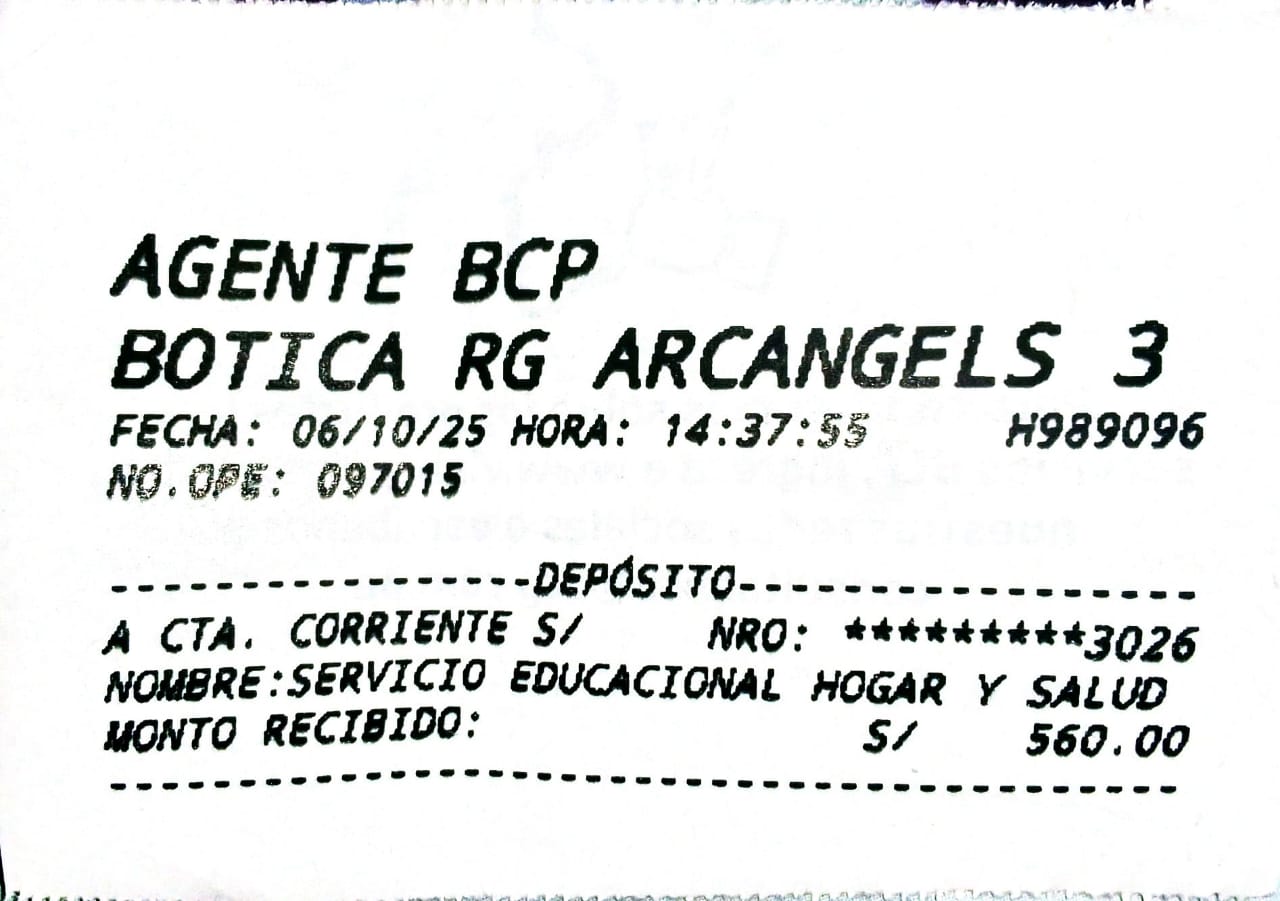 AGENTE BCP
BOTICA RG ARCANGELS 3
FECHA: 06/10/25 HORA: 14:37:55 H989096
NO.OPE: 097015
-----------------DEPÓSITO-----------------
A CTA. CORRIENTE S/ NRO: *********3026
NOMBRE:SERVICIO EDUCACIONAL HOGAR Y SALUD
MONTO RECIBIDO: S/ 560.00
-----------------------------------------